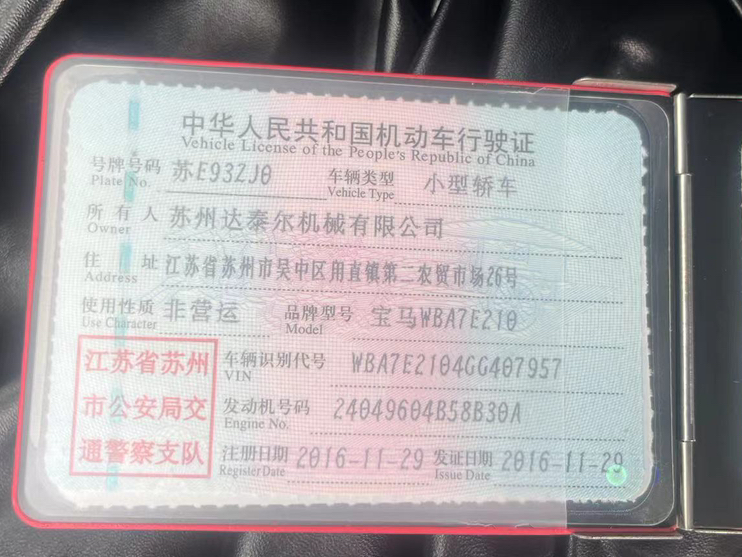 中华人民共和国机动车行驶证
Vehicle License of the People's Republic of China
号牌号码 苏E93ZJ0 车辆类型 小型轿车
Plate No. Vehicle Type
所有人 苏州达泰尔机械有限公司
Owner
住址 江苏省苏州市吴中区甪直镇第二农贸市场26号
Address
使用性质 非营运 品牌型号 宝马WBA7E210
Use Character Model
江苏省苏州
市公安局交
通警察支队
车辆识别代号 WBA7E2104GG407957
VIN
发动机号码 24049604B58B30A
Engine No.
注册日期 2016-11-29 发证日期 2016-11-29
Register Date Issue Date